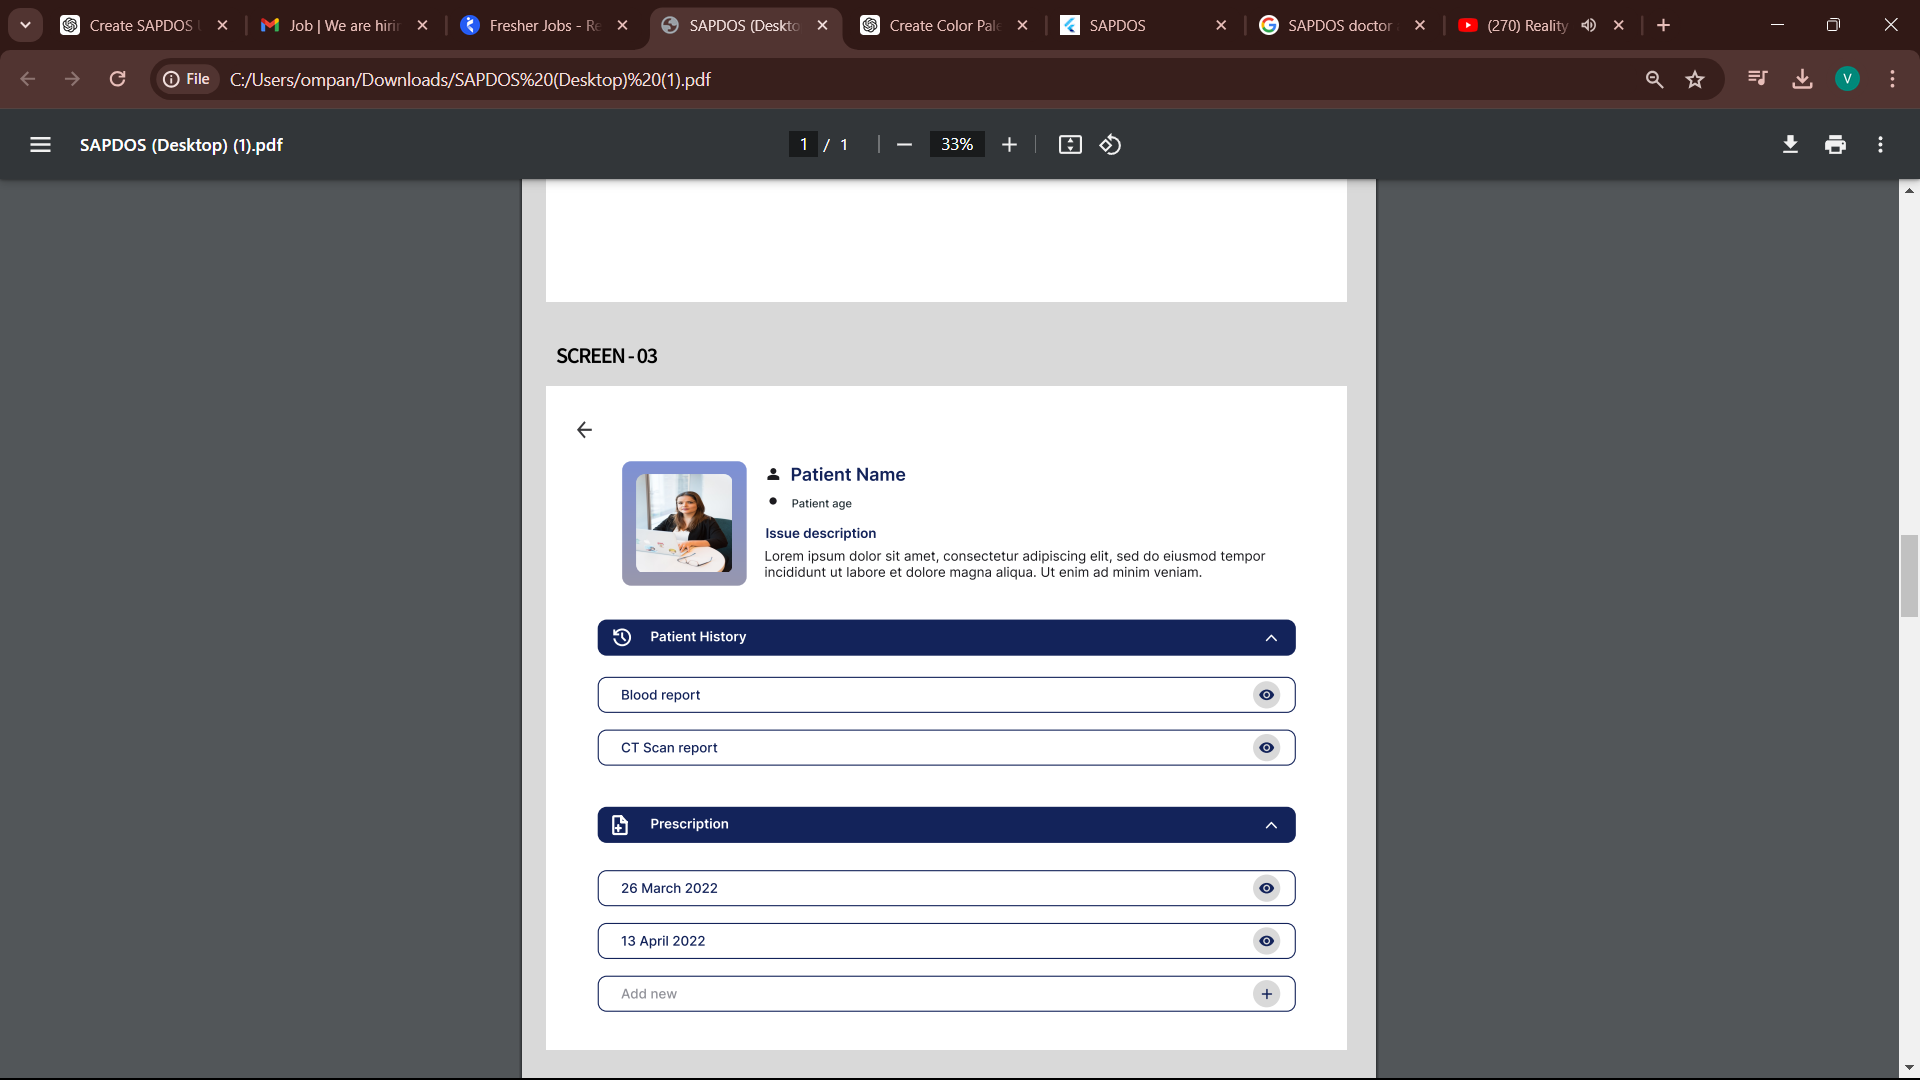 Create SAPDOS
Job | We are hirin
Fresher Jobs - Re
SAPDOS (Deskto
Create Color Pale
SAPDOS
SAPDOS doctor
(270) Reality
File
C:/Users/ompan/Downloads/SAPDOS%20(Desktop)%20(1).pdf
V
SAPDOS (Desktop) (1).pdf
1 / 1
33%
SCREEN - 03
Patient Name
Patient age
Issue description
Lorem ipsum dolor sit amet, consectetur adipiscing elit, sed do eiusmod tempor
incididunt ut labore et dolore magna aliqua. Ut enim ad minim veniam.
Patient History
Blood report
CT Scan report
Prescription
26 March 2022
13 April 2022
Add new